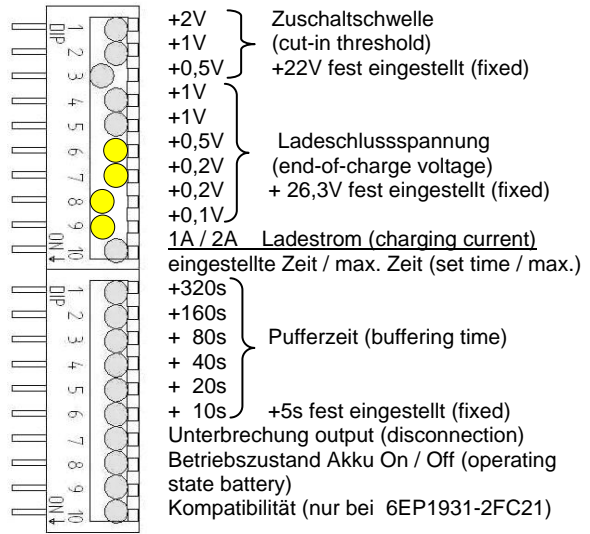 DIP 1 2 3 4 5 6 7 8 9 10 ON↓
+2V
+1V
+0,5V
Zuschaltschwelle
(cut-in threshold)
+22V fest eingestellt (fixed)
+1V
+1V
+0,5V
+0,2V
+0,2V
+0,1V
Ladeschlussspannung
(end-of-charge voltage)
+ 26,3V fest eingestellt (fixed)
1A / 2A Ladestrom (charging current)
eingestellte Zeit / max. Zeit (set time / max.)
DIP 1 2 3 4 5 6 7 8 9 10 ON↓
+320s
+160s
+ 80s
+ 40s
+ 20s
+ 10s
Pufferzeit (buffering time)
+5s fest eingestellt (fixed)
Unterbrechung output (disconnection)
Betriebszustand Akku On / Off (operating
state battery)
Kompatibilität (nur bei 6EP1931-2FC21)